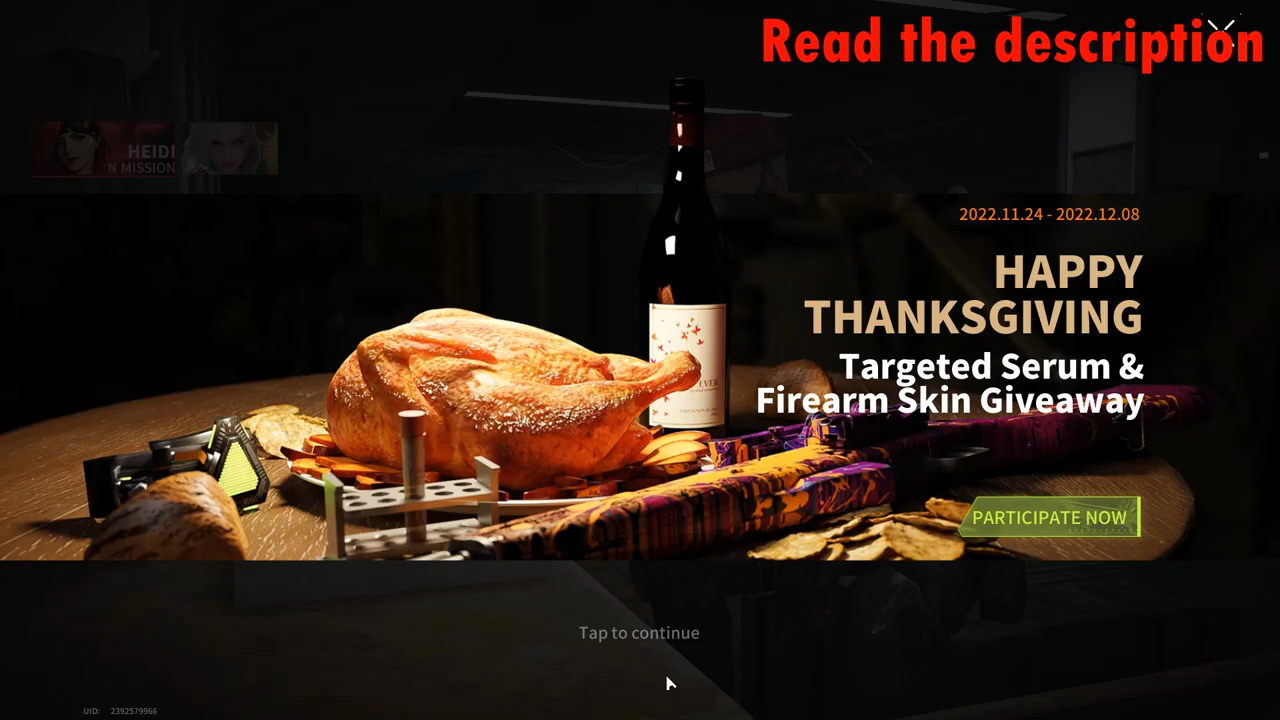 Read the description
HEIDI
N MISSION
2022.11.24 - 2022.12.08
HAPPY
THANKSGIVING
Targeted Serum &
Firearm Skin Giveaway
PARTICIPATE NOW
Tap to continue
UID: 2392579966